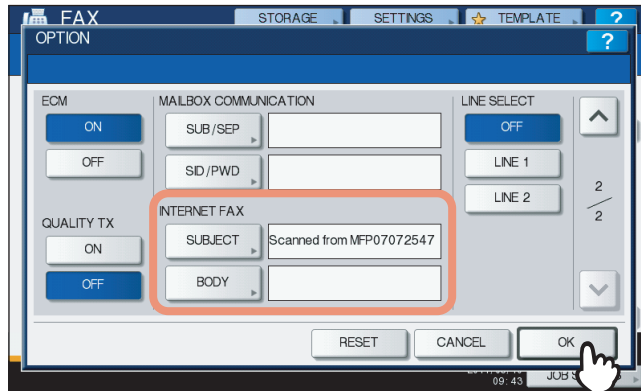 FAX
STORAGE
SETTINGS
TEMPLATE
?
OPTION
?
ECM
ON
OFF
QUALITY TX
ON
OFF
MAILBOX COMMUNICATION
SUB/SEP
SID/PWD
INTERNET FAX
SUBJECT
Scanned from MFP07072547
BODY
LINE SELECT
OFF
LINE 1
LINE 2
2
2
RESET
CANCEL
OK
09: 43
JOB